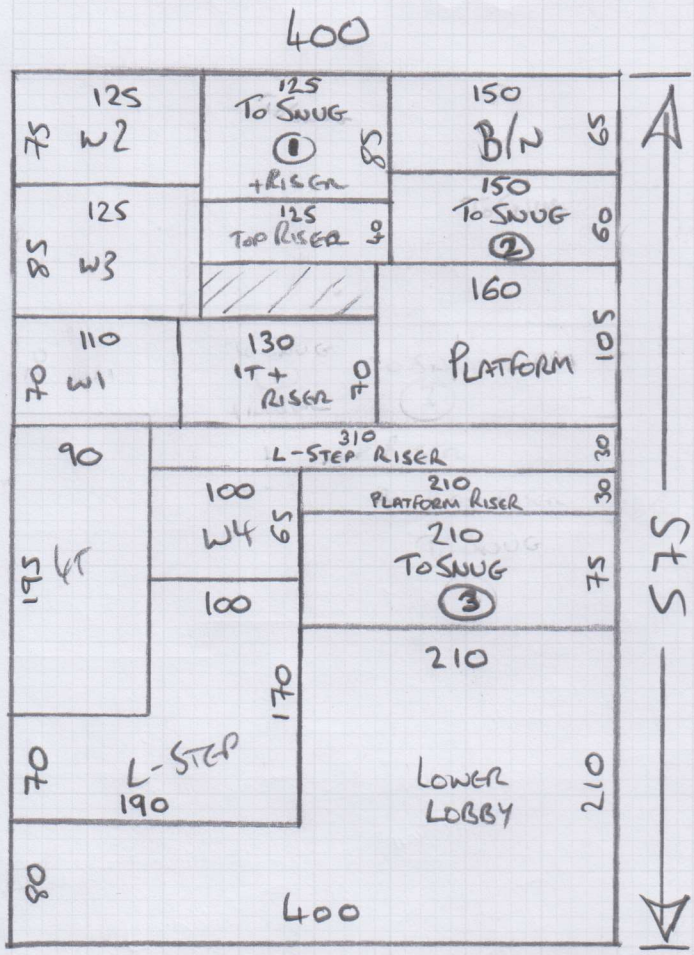 400
125
75 W2
125
To SNUG
1
85
+RISER
150
B/N
65
125
85 W3
125
TOP RISER 40
150
To SNUG
2
60
110
70 W1
130
1T +
RISER
70
160
PLATFORM
105
575
90
195
4T
310
L-STEP RISER
30
100
W4 65
210
PLATFORM RISER
30
210
To SNUG
3
75
100
170
70
L-STEP
190
210
LOWER
LOBBY
210
80
400